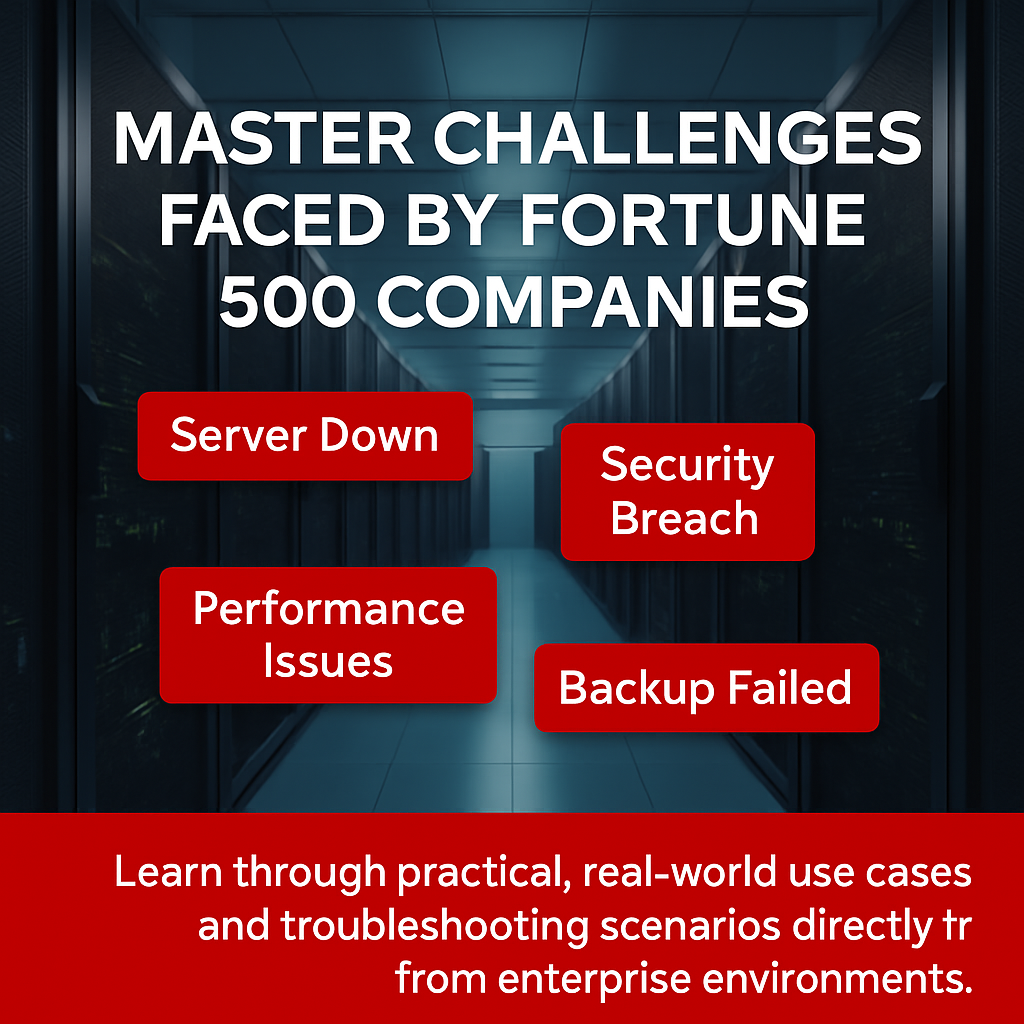 MASTER CHALLENGES
FACED BY FORTUNE
500 COMPANIES
Server Down
Security
Breach
Performance
Issues
Backup Failed
Learn through practical, real-world use cases
and troubleshooting scenarios directly tr
from enterprise environments.